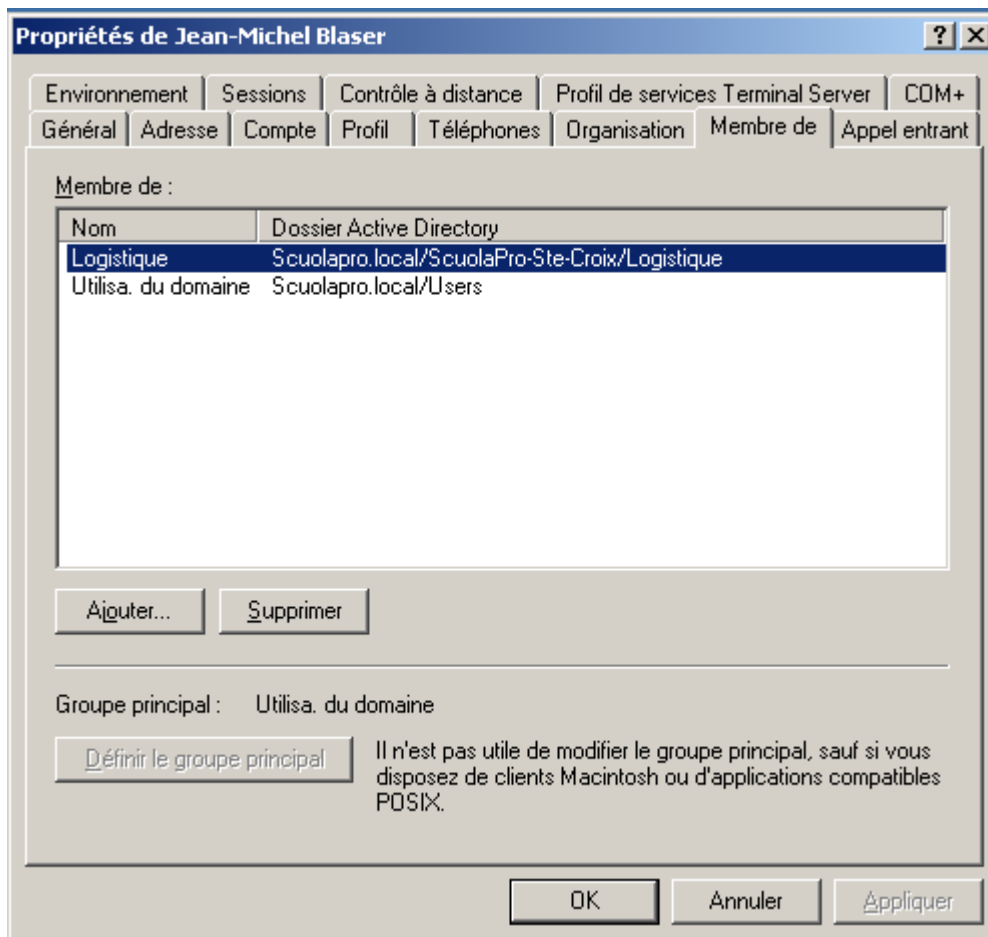 Propriétés de Jean-Michel Blaser
Environnement Sessions Contrôle à distance Profil de services Terminal Server COM+
Général Adresse Compte Profil Téléphones Organisation Membre de Appel entrant
Membre de :
Nom Dossier Active Directory
Logistique Scuolapro.local/ScuolaPro-Ste-Croix/Logistique
Utilisa. du domaine Scuolapro.local/Users
Ajouter... Supprimer
Groupe principal : Utilisa. du domaine
Définir le groupe principal
Il n'est pas utile de modifier le groupe principal, sauf si vous
disposez de clients Macintosh ou d'applications compatibles
POSIX.
OK Annuler Appliquer